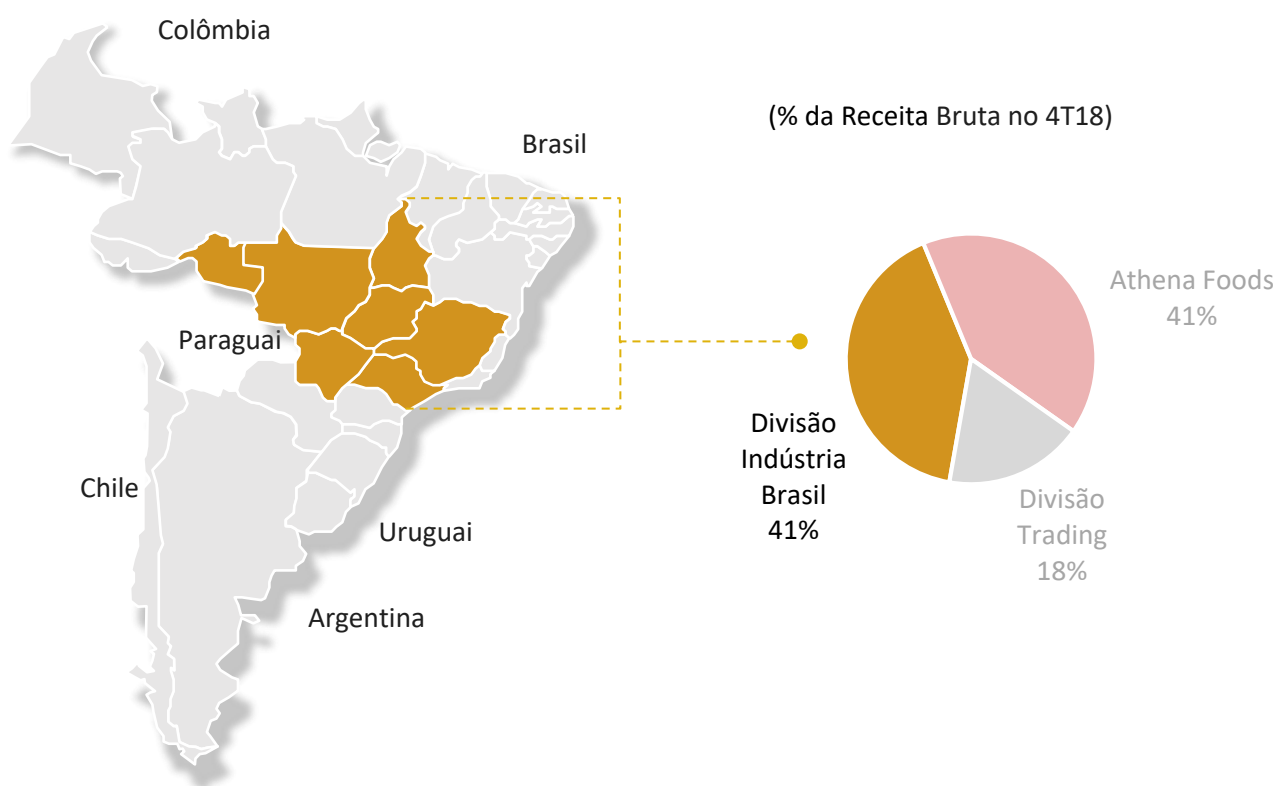 Colômbia
Brasil
Paraguai
Chile
Uruguai
Argentina
(% da Receita Bruta no 4T18)
Athena Foods
41%
Divisão
Indústria
Brasil
41%
Divisão
Trading
18%